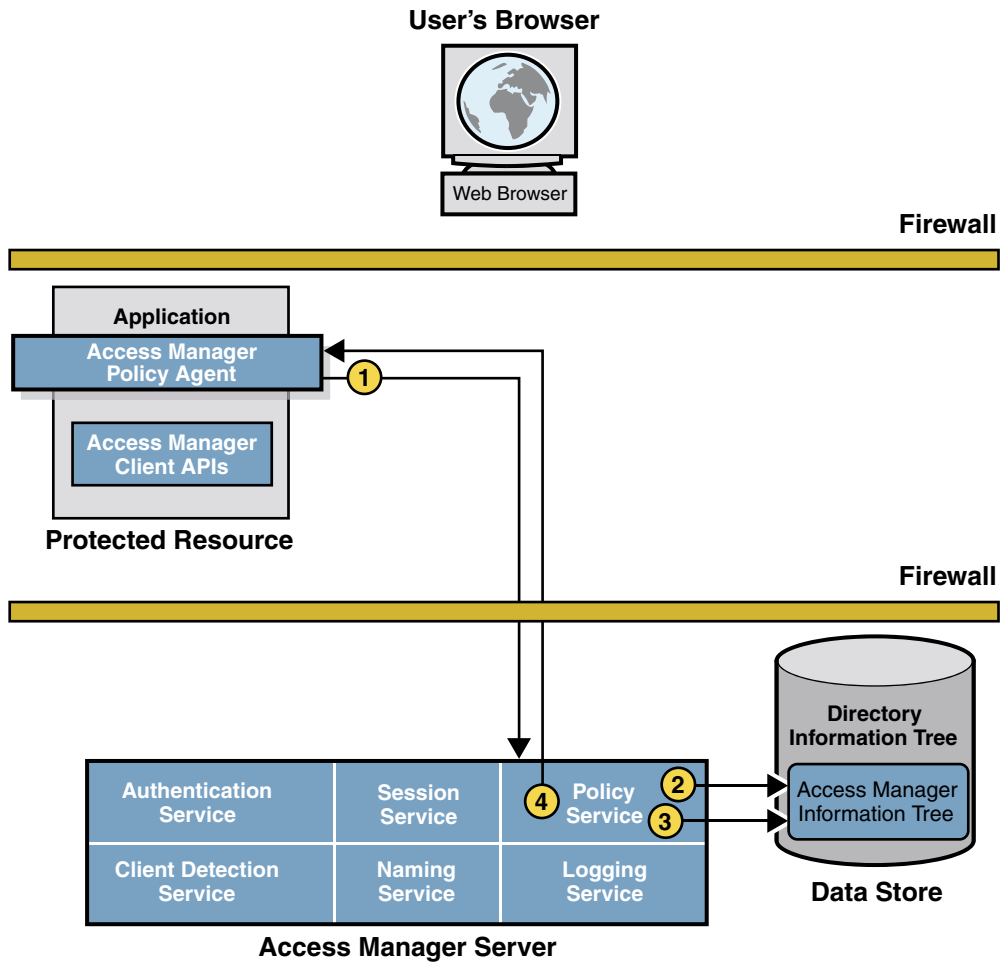 User's Browser
Web Browser
Firewall
Application
Access Manager
Policy Agent
1
Access Manager
Client APIs
Protected Resource
Firewall
Directory
Information Tree
Access Manager
Information Tree
Data Store
Authentication
Service
Session
Service
4
Policy
Service
2
3
Client Detection
Service
Naming
Service
Logging
Service
Access Manager Server